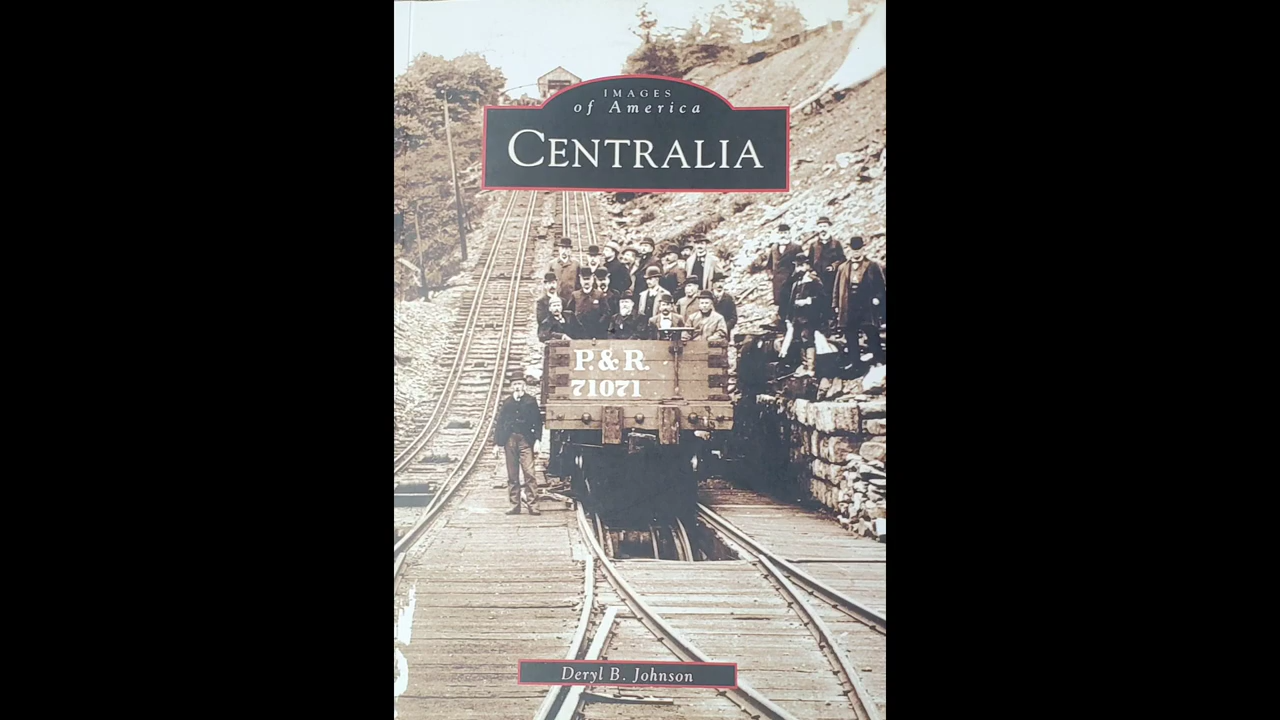 IMAGES
of America
CENTRALIA
P.&R.
71071
Deryl B. Johnson